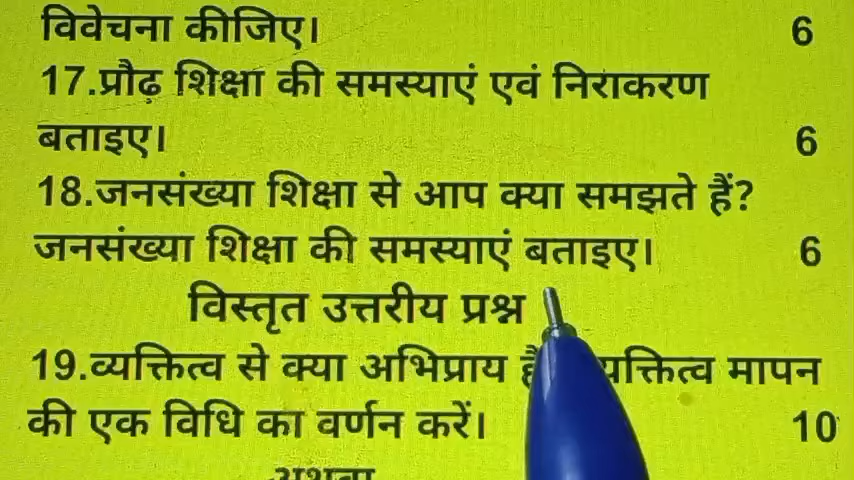 विवेचना कीजिए। 6
17.प्रौढ़ शिक्षा की समस्याएं एवं निराकरण
बताइए। 6
18.जनसंख्या शिक्षा से आप क्या समझते हैं?
जनसंख्या शिक्षा की समस्याएं बताइए। 6
विस्तृत उत्तरीय प्रश्न
19.व्यक्तित्व से क्या अभिप्राय मापन
की एक विधि का वर्णन करें। 10
अथवा